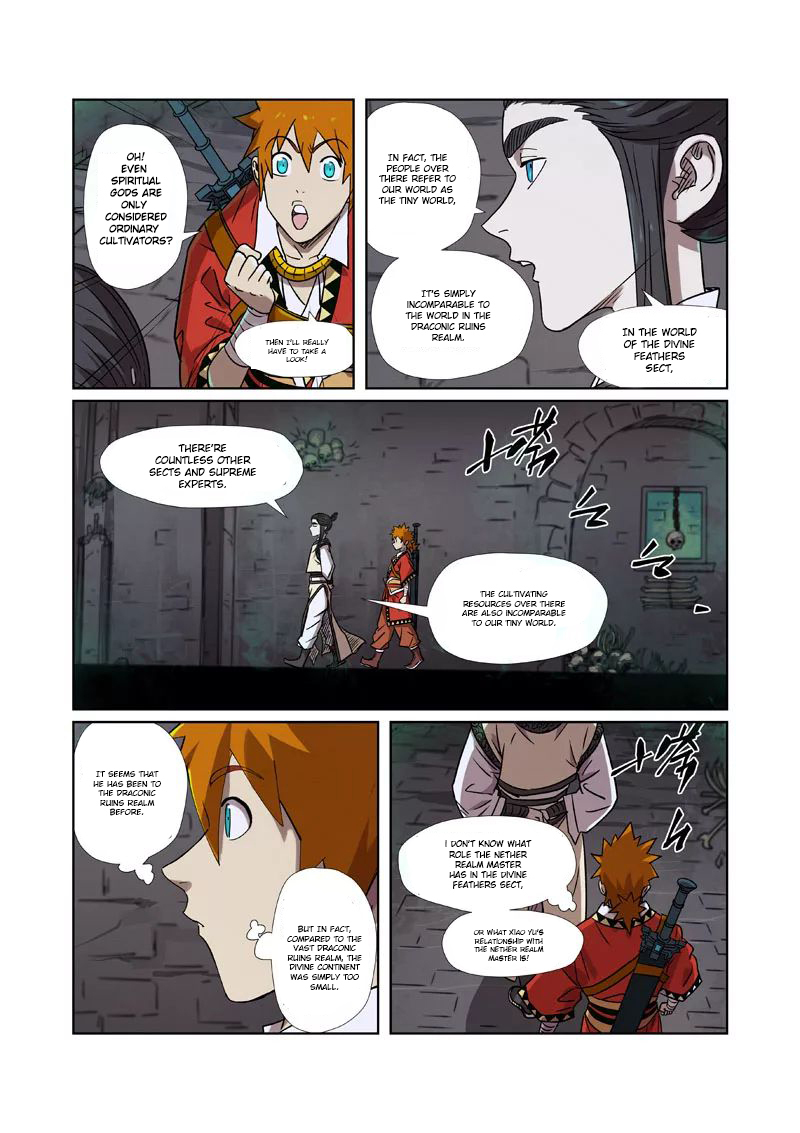 OH!
EVEN
SPIRITUAL
GODS ARE
ONLY
CONSIDERED
ORDINARY
CULTIVATORS?
THEN I'LL REALLY
HAVE TO TAKE A
LOOK!
IN FACT, THE
PEOPLE OVER
THERE REFER TO
OUR WORLD AS
THE TINY WORLD,
IT'S SIMPLY
INCOMPARABLE TO
THE WORLD IN THE
DRACONIC RUINS
REALM.
IN THE WORLD
OF THE DIVINE
FEATHERS
SECT,
THERE'RE
COUNTLESS OTHER
SECTS AND SUPREME
EXPERTS.
THE CULTIVATING
RESOURCES OVER THERE
ARE ALSO INCOMPARABLE
TO OUR TINY WORLD.
IT SEEMS THAT
HE HAS BEEN TO
THE DRACONIC
RUINS REALM
BEFORE.
BUT IN FACT,
COMPARED TO THE
VAST DRACONIC
RUINS REALM, THE
DIVINE CONTINENT
WAS SIMPLY TOO
SMALL.
I DON'T KNOW WHAT
ROLE THE NETHER
REALM MASTER
HAS IN THE DIVINE
FEATHERS SECT,
OR WHAT XIAO YU'S
RELATIONSHIP WITH
THE NETHER REALM
MASTER IS!